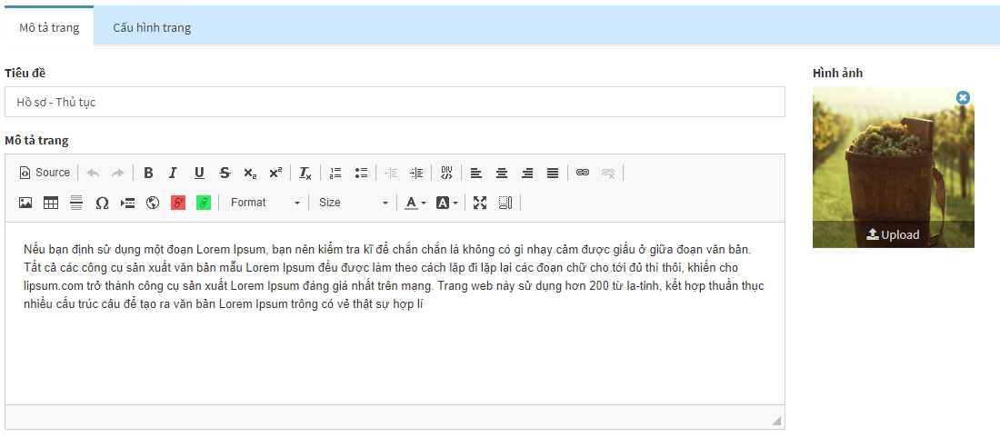 Mô tả trang
Cấu hình trang
Tiêu đề
Hình ảnh
Hồ sơ - Thủ tục
Mô tả trang
Source
Format
Size
Nếu bạn định sử dụng một đoạn Lorem Ipsum, bạn nên kiểm tra kĩ để chắn chắn là không có gì nhạy cảm được giấu ở giữa đoạn văn bản.
Tất cả các công cụ sản xuất văn bản mẫu Lorem Ipsum đều được làm theo cách lặp đi lặp lại các đoạn chữ cho tới đủ thì thôi, khiến cho
lipsum.com trở thành công cụ sản xuất Lorem Ipsum đáng giá nhất trên mạng. Trang web này sử dụng hơn 200 từ la-tinh, kết hợp thuần thục
nhiều cấu trúc câu để tạo ra văn bản Lorem Ipsum trông có vẻ thật sự hợp lí
Upload